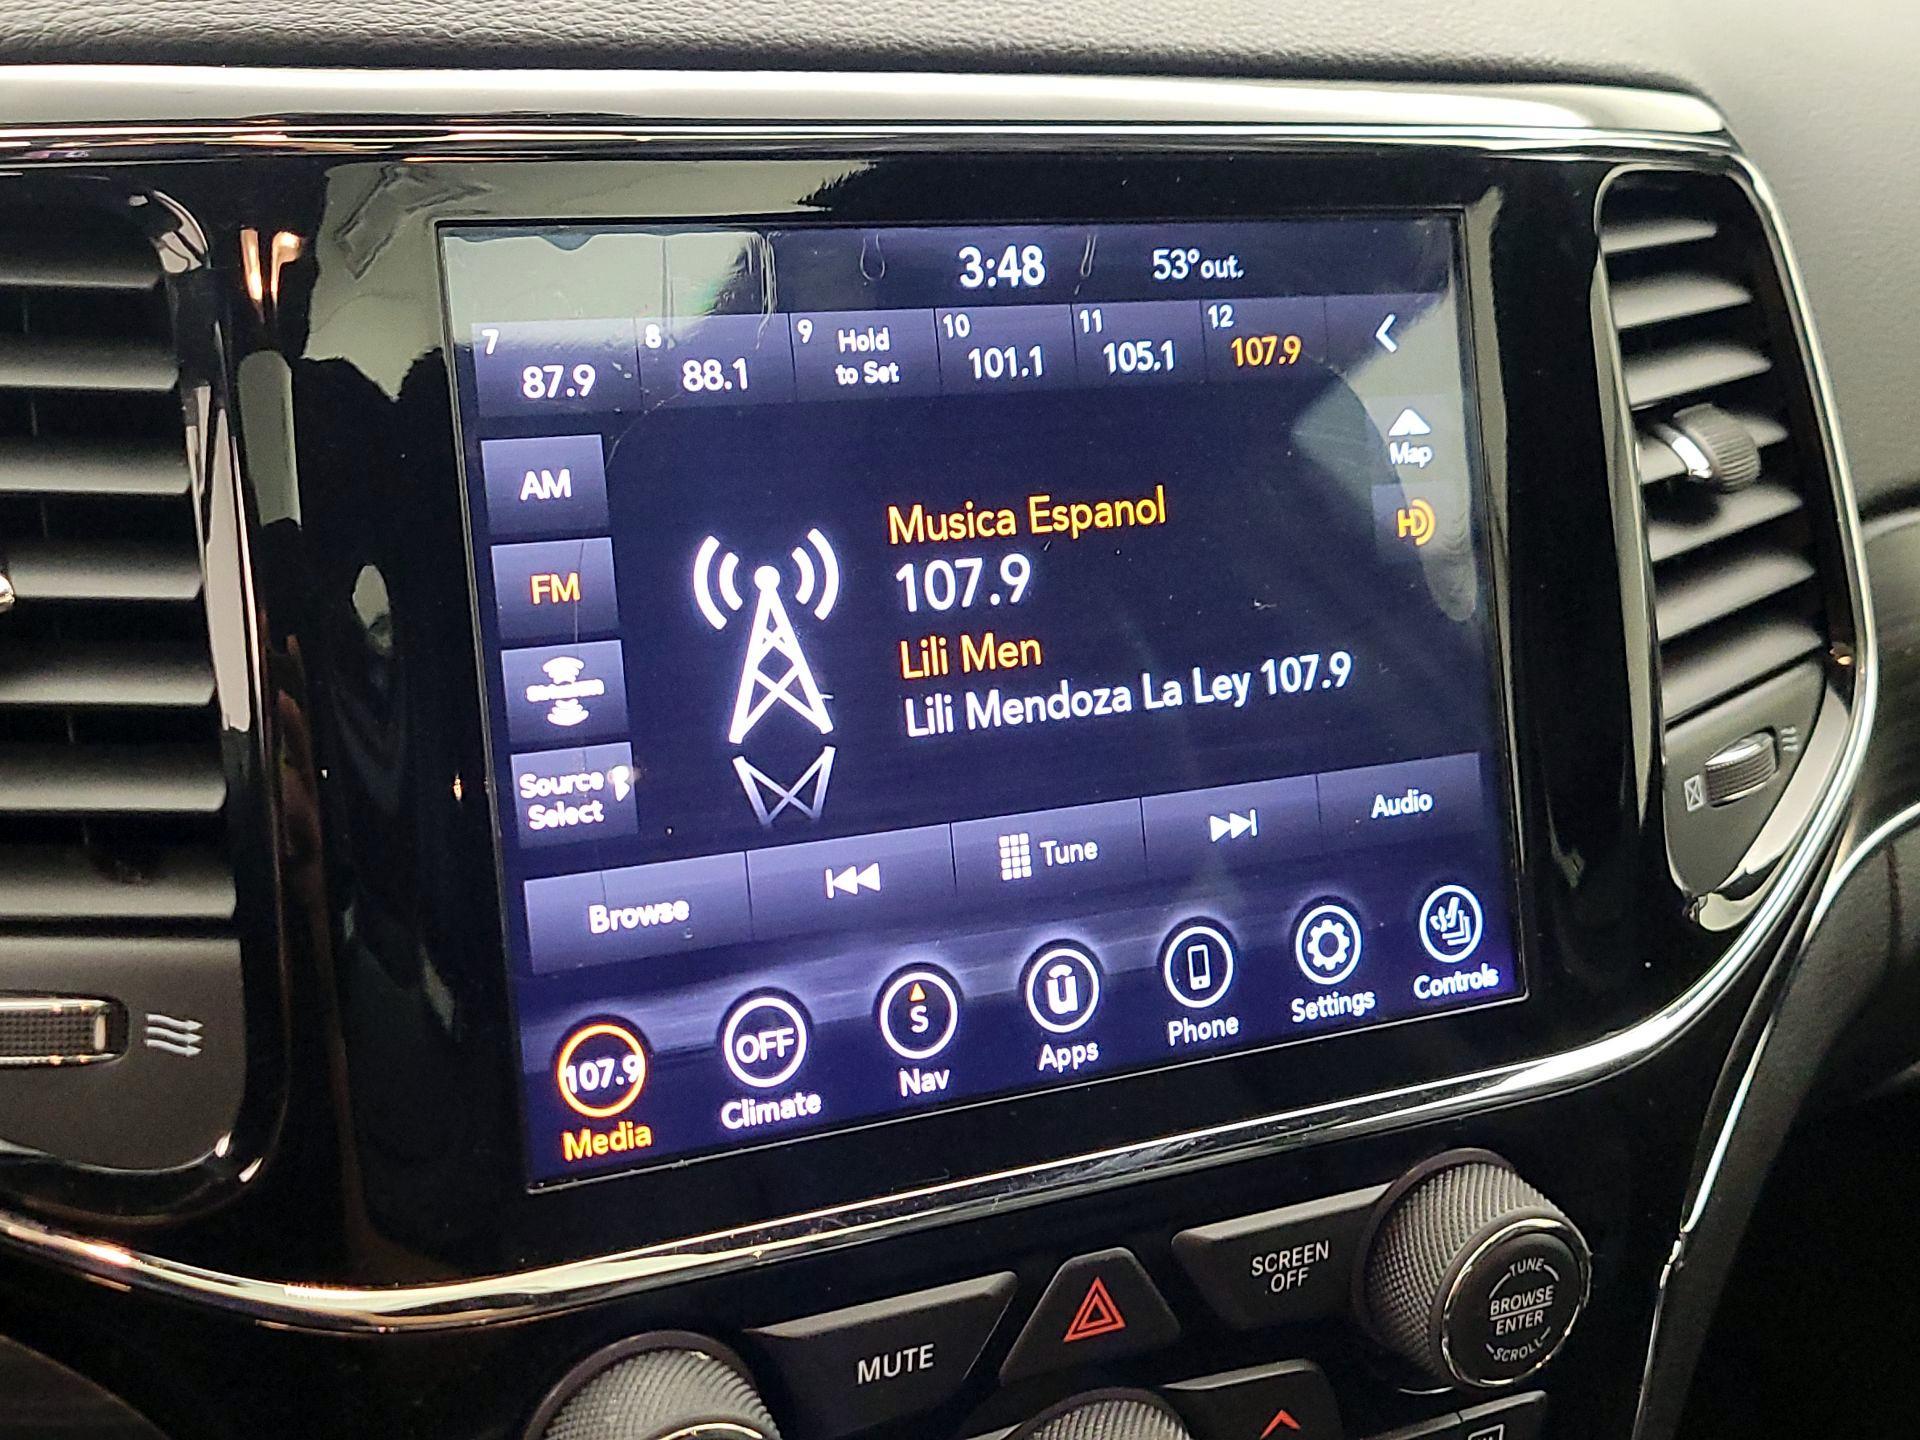 3:48 53° out.
7 87.9
8 88.1
9 Hold
to Set
10 101.1
11 105.1
12 107.9
AM
Map
Musica Espanol
HD
FM
107.9
Lili Men
Lili Mendoza La Ley 107.9
Source
Select
Browse
Tune
Audio
107.9
Media
OFF
Climate
S
Nav
u
Apps
Phone
Settings
Controls
MUTE
SCREEN
OFF
TUNE
BROWSE
ENTER
SCROLL